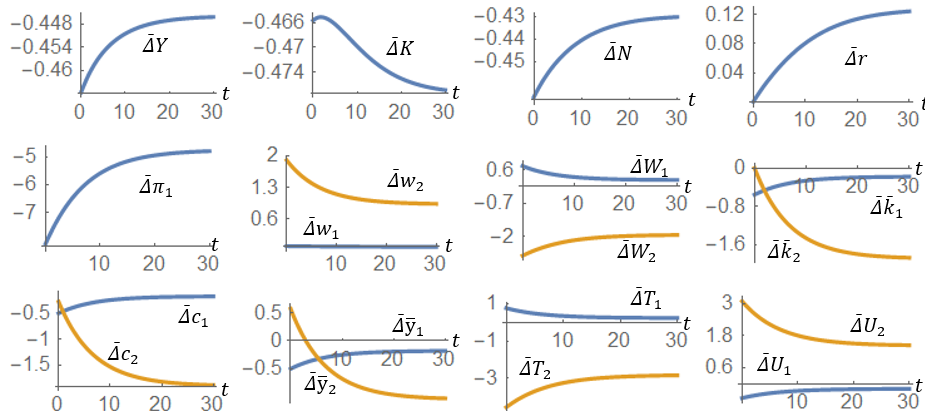 −0.448
−0.454
−0.46
Δ̄Y
0 10 20 30 t
−0.466
−0.47
−0.474
Δ̄K
0 10 20 30 t
−0.43
−0.44
−0.45
Δ̄N
0 10 20 30 t
0.12
0.08
0.04
Δ̄r
0 10 20 30 t
−5
−6
−7
Δ̄π₁
10 20 30 t
2
1.3
0.6
Δ̄w₂
Δ̄w₁
10 20 30 t
0.6
−0.7
−2
Δ̄W₁
10 20 30 t
Δ̄W₂
0
−0.8
−1.6
10 20 30 t
Δ̄k̄₁
Δ̄k̄₂
−0.5
−1
−1.5
Δ̄c₁
Δ̄c₂
0 10 20 30 t
0.5
0
−0.5
Δ̄ȳ₁
10 20 30 t
Δ̄ȳ₂
1
−1
−3
Δ̄T₁
10 20 30 t
Δ̄T₂
3
1.8
0.6
Δ̄U₂
Δ̄U₁
10 20 30 t